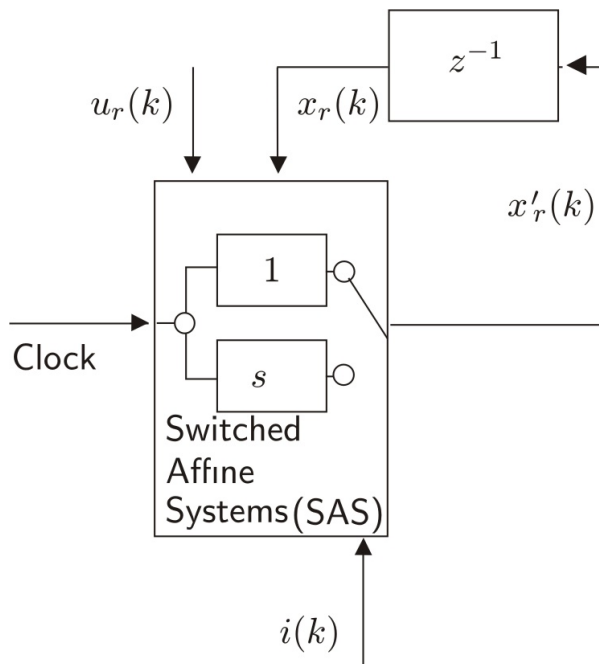 z⁻¹
u_r(k)
x_r(k)
x'_r(k)
1
Clock
s
Switched
Affine
Systems(SAS)
i(k)